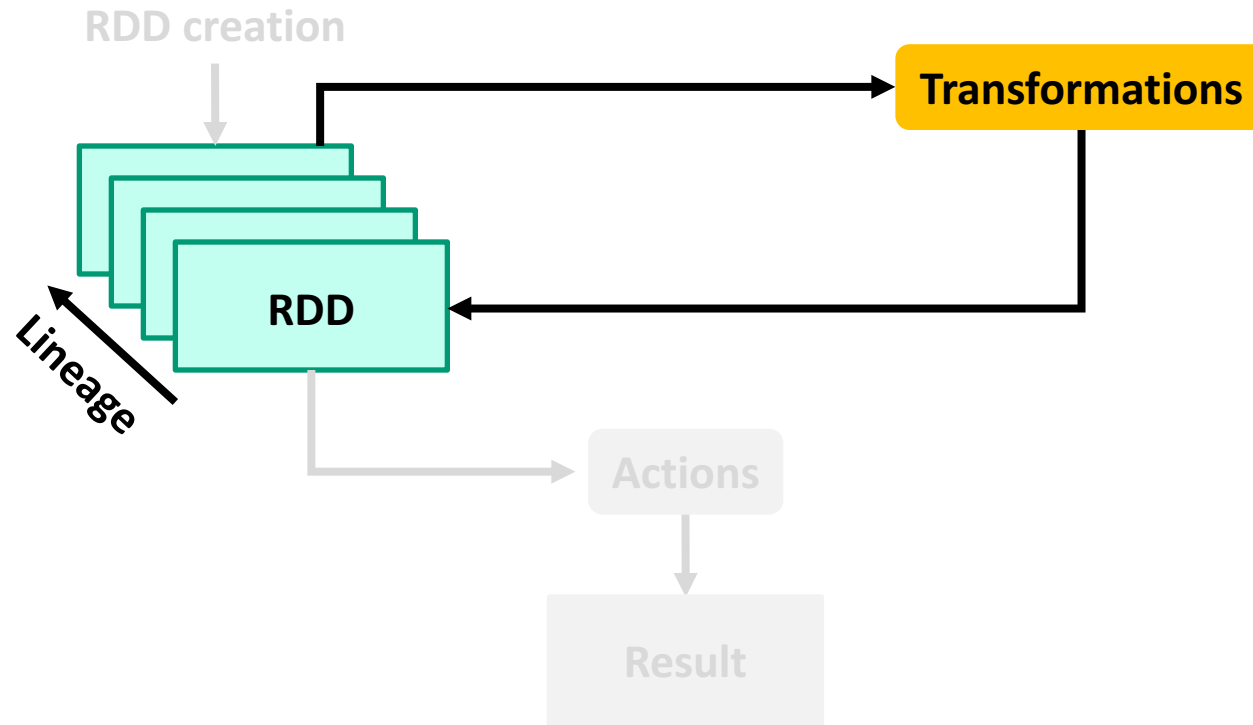 RDD creation
Transformations
RDD
Lineage
Actions
Result